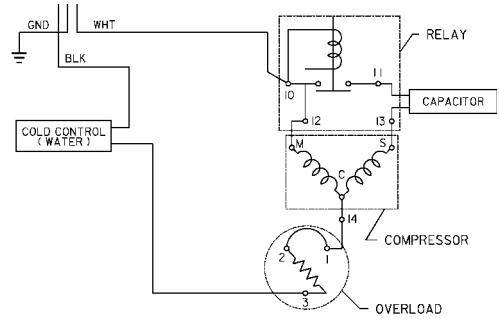 GND
WHT
BLK
RELAY
10
11
CAPACITOR
12
13
COLD CONTROL
(WATER)
M
S
C
14
COMPRESSOR
2
1
3
OVERLOAD